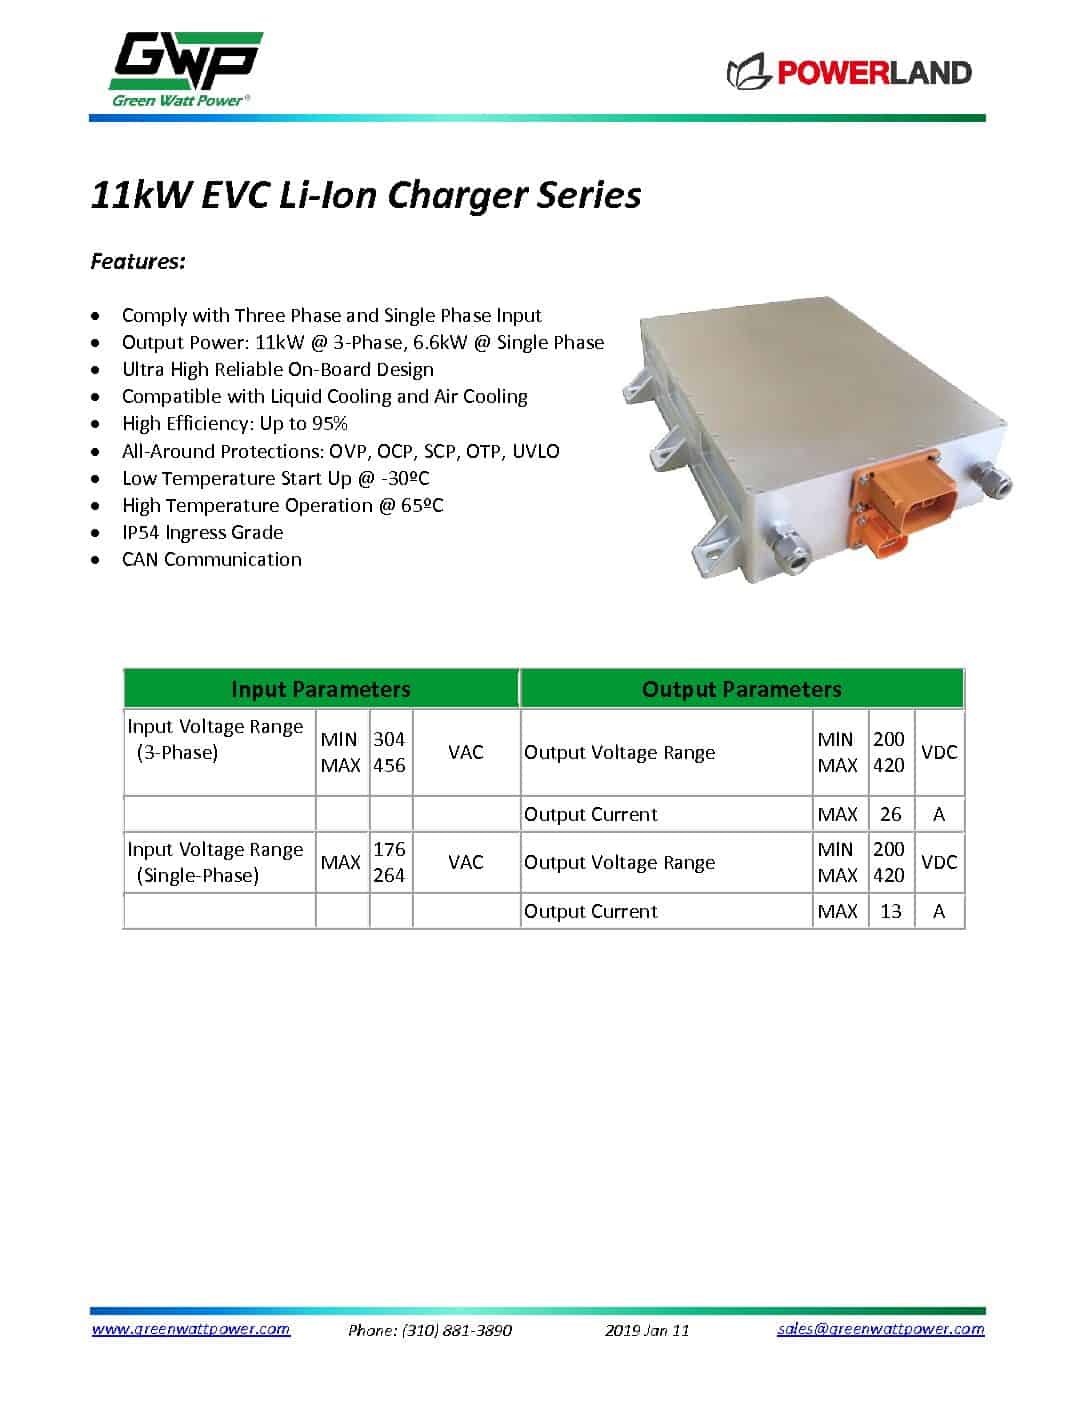 GWP
Green Watt Power®
POWERLAND
11kW EVC Li-Ion Charger Series
Features:
• Comply with Three Phase and Single Phase Input
• Output Power: 11kW @ 3-Phase, 6.6kW @ Single Phase
• Ultra High Reliable On-Board Design
• Compatible with Liquid Cooling and Air Cooling
• High Efficiency: Up to 95%
• All-Around Protections: OVP, OCP, SCP, OTP, UVLO
• Low Temperature Start Up @ -30ºC
• High Temperature Operation @ 65ºC
• IP54 Ingress Grade
• CAN Communication
Input Parameters Output Parameters
Input Voltage Range MIN 304 MIN 200
(3-Phase) VAC Output Voltage Range VDC
MAX 456 MAX 420
Output Current MAX 26 A
Input Voltage Range 176 MIN 200
MAX VAC Output Voltage Range VDC
(Single-Phase) 264 MAX 420
Output Current MAX 13 A
www.greenwattpower.com Phone: (310) 881-3890 2019 Jan 11 sales@greenwattpower.com